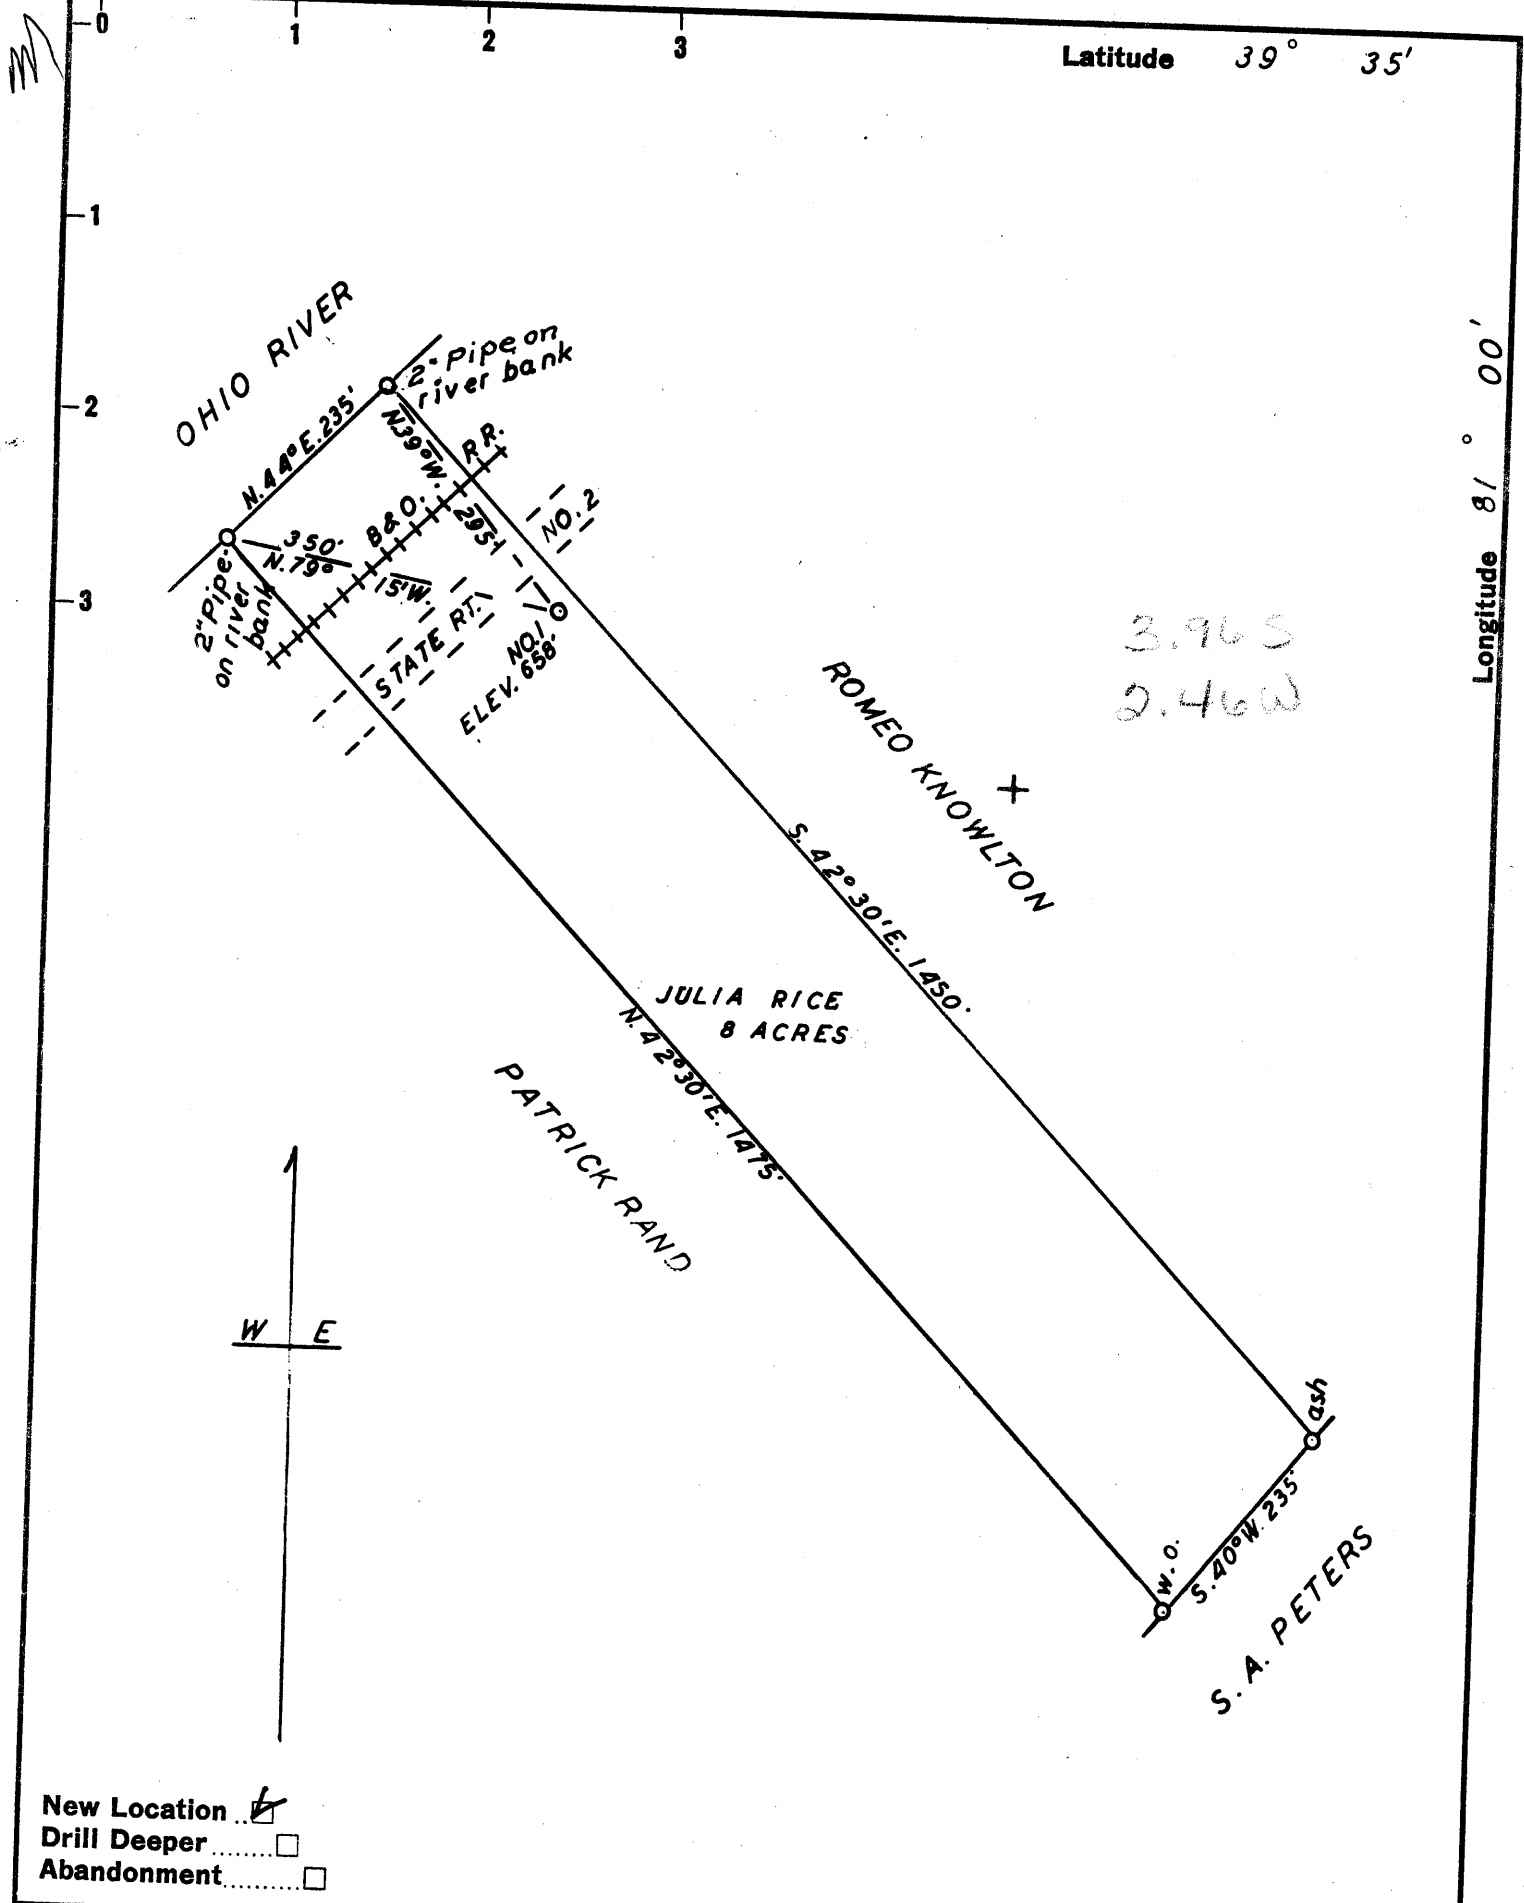 0
1
2
3
Latitude 39° 35'
1
2
3
Longitude 81° 00'
OHIO RIVER
2" Pipe on
river bank
N.44°E.235'
N.39°W. 295'
B&O. RR.
NO. 2
350'
N.79° 15'W.
2" Pipe
on river
bank
STATE RT.
NO.1
ELEV. 658'
3.96 S
2.46 W
ROMEO KNOWLTON
+
S. 42°30'E. 1450'
JULIA RICE
8 ACRES
N. 42°30'E. 1475'
PATRICK RAND
W E
ash
S. 40°W. 235'
W.O.
S. A. PETERS
New Location
Drill Deeper
Abandonment